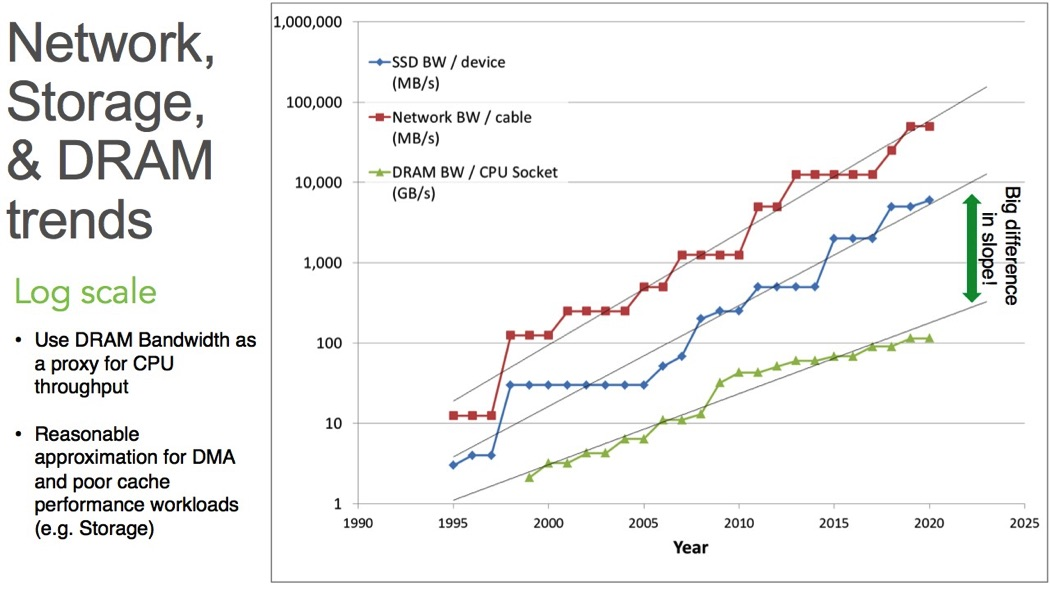 Network,
Storage,
& DRAM
trends
Log scale
• Use DRAM Bandwidth as
a proxy for CPU
throughput
• Reasonable
approximation for DMA
and poor cache
performance workloads
(e.g. Storage)
1,000,000
100,000
10,000
1,000
100
10
1
SSD BW / device
(MB/s)
Network BW / cable
(MB/s)
DRAM BW / CPU Socket
(GB/s)
Big difference
in slope!
1990 1995 2000 2005 2010 2015 2020 2025
Year